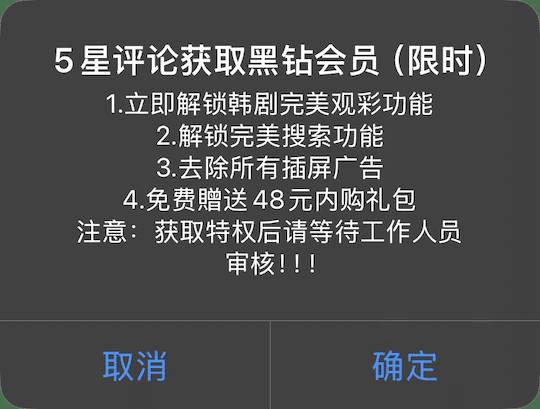 5星评论获取黑钻会员（限时）
1.立即解锁韩剧完美观彩功能
2.解锁完美搜索功能
3.去除所有插屏广告
4.免费赠送48元内购礼包
注意：获取特权后请等待工作人员
审核！！！
取消
确定